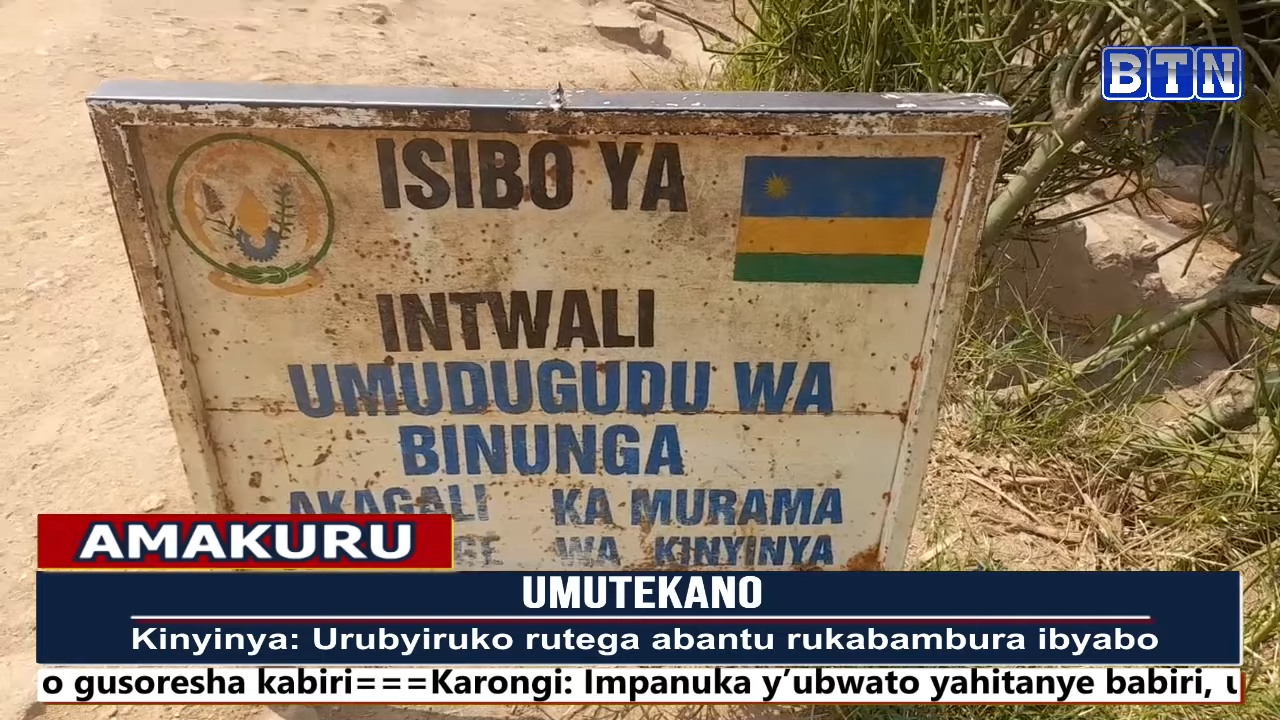 BTN
ISIBO YA
INTWALI
UMUDUGUDU WA
BINUNGA
AKAGALI KA MURAMA
WA KINYINYA
AMAKURU
UMUTEKANO
Kinyinya: Urubyiruko rutega abantu rukabambura ibyabo
o gusoresha kabiri===Karongi: Impanuka y’ubwato yahitanye babiri, u